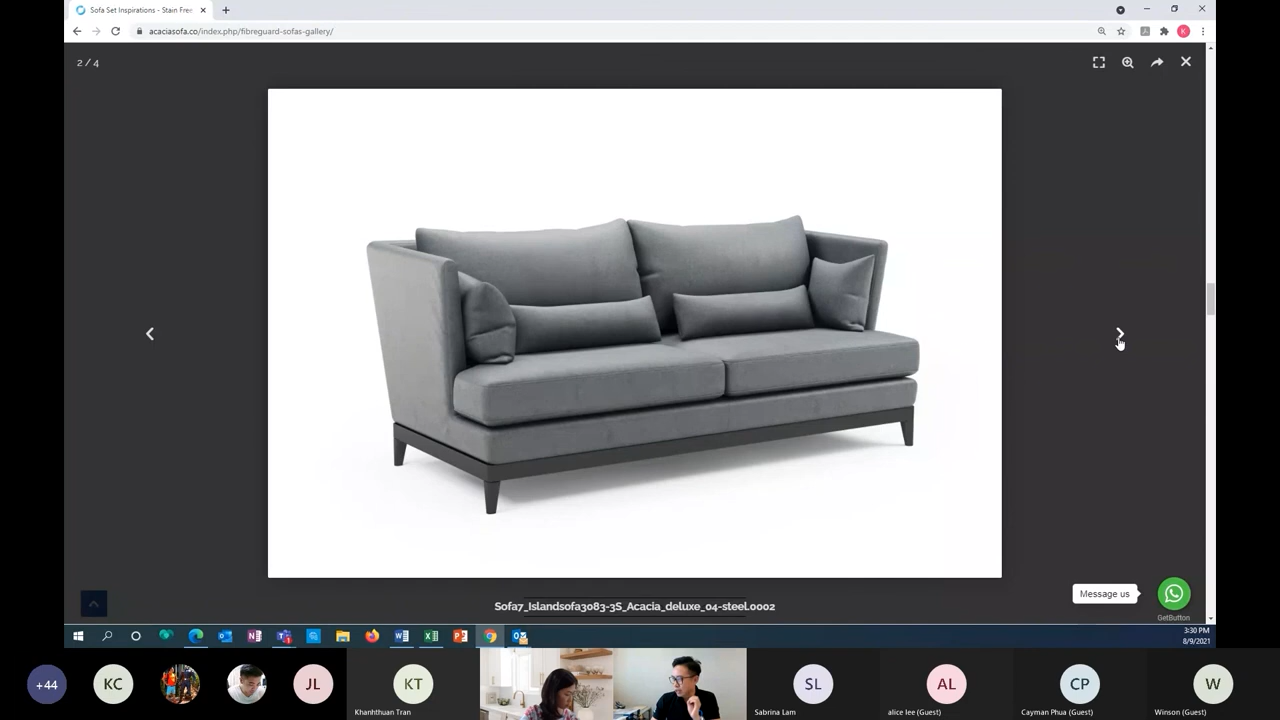 Sofa Set Inspirations - Stain Free
acaciasofa.co/index.php/fibreguard-sofas-gallery/
K
2 / 4
Message us
GetButton
Sofa7_Islandsofa3083-3S_Acacia_deluxe_04-steel.0002
3:30 PM
8/9/2021
+44
KC
JL
KT
SL
AL
CP
W
Khanhthuan Tran
Sabrina Lam
alice lee (Guest)
Cayman Phua (Guest)
Winson (Guest)